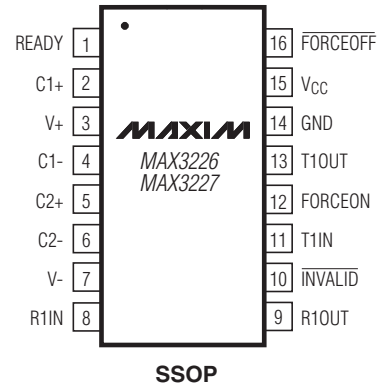 READY 1
C1+ 2
V+ 3
C1- 4
C2+ 5
C2- 6
V- 7
R1IN 8
MAXIM
MAX3226
MAX3227
16 FORCEOFF
15 VCC
14 GND
13 T1OUT
12 FORCEON
11 T1IN
10 INVALID
9 R1OUT
SSOP